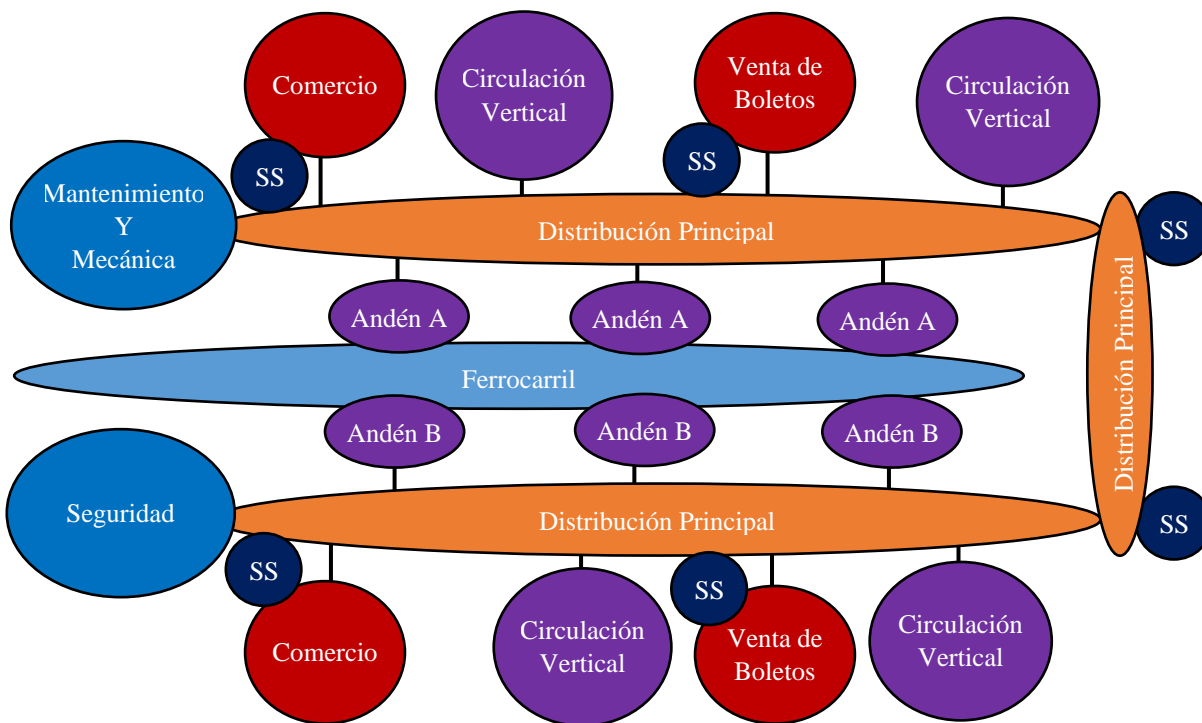 Comercio
Circulación
Vertical
Venta de
Boletos
Circulación
Vertical
SS
SS
Mantenimiento
Y
Mecánica
Distribución Principal
SS
Andén A
Andén A
Andén A
Distribución Principal
Ferrocarril
Andén B
Andén B
Andén B
Seguridad
Distribución Principal
SS
SS
SS
Comercio
Circulación
Vertical
Venta de
Boletos
Circulación
Vertical